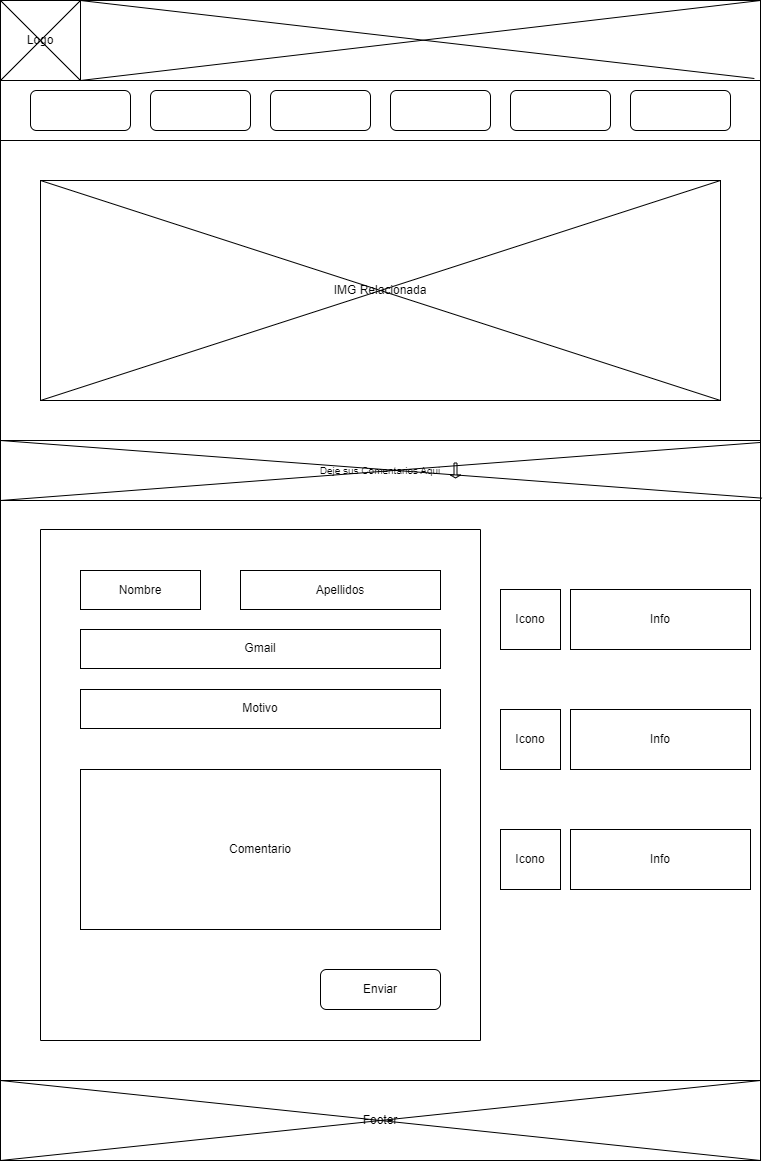 Logo
IMG Relacionada
Deje sus Comentarios Aqui
Nombre
Apellidos
Gmail
Motivo
Comentario
Enviar
Icono
Info
Icono
Info
Icono
Info
Footer